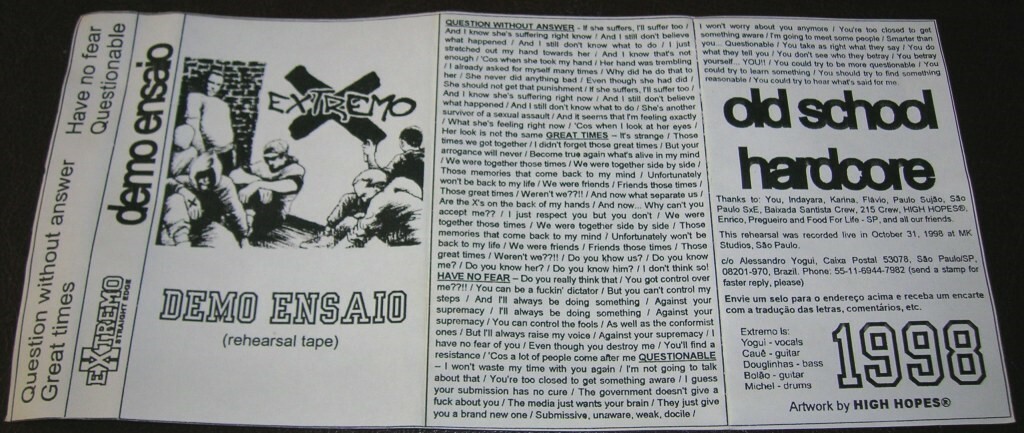 Question without answer
Great times
Have no fear
Questionable
EXTREMO
STRAIGHT EDGE
demo ensaio
EXTREMO
DEMO ENSAIO
(rehearsal tape)
QUESTION WITHOUT ANSWER - If she suffers, I'll suffer too /
And I know she's suffering right know / And I still don't believe
what happened / And I still don't know what to do / I just
stretched out my hand towards her / And I know that's not
enough / 'Cos when she took my hand / Her hand was trembling
/ I already asked for myself many times / Why did he do that to
her / She never did anything bad / Even though she had did /
She should not get that punishment / If she suffers, I'll suffer too /
And I know she's suffering right now / And I still don't believe
what happened / And I still don't know what to do / She's another
survivor of a sexual assault / And it seems that I'm feeling exactly
/ What she's feeling right now / 'Cos when I look at her eyes /
Her look is not the same GREAT TIMES – It's strange / Those
times we got together / I didn't forget those great times / But your
arrogance will never / Become true again what's alive in my mind
/ We were together those times / We were together side by side /
Those memories that come back to my mind / Unfortunately
won't be back to my life / We were friends / Friends those times /
Those great times / Weren't we??!! / And now what separate us /
Are the X's on the back of my hands / And now... Why can't you
accept me?? / I just respect you but you don't / We were
together those times / We were together side by side / Those
memories that come back to my mind / Unfortunately won't be
back to my life / We were friends / Friends those times / Those
great times / Weren't we??!! / Do you know us? / Do you know
me? / Do you know her? / Do you know him? / I don't think so!
HAVE NO FEAR – Do you really think that / You got control over
me??!! / You can be a fuckin' dictator / But you can't control my
steps / And I'll always be doing something / Against your
supremacy / I'll always be doing something / Against your
supremacy / You can control the fools / As well as the conformist
ones / But I'll always raise my voice / Against your supremacy / I
have no fear of you / Even though you destroy me / You'll find a
resistance / 'Cos a lot of people come after me QUESTIONABLE
– I won't waste my time with you again / I'm not going to talk
about that / You're too closed to get something aware / I guess
your submission has no cure / The government doesn't give a
fuck about you / The media just wants your brain / They just give
you a brand new one / Submissive, unaware, weak, docile /
I won't worry about you anymore / You're too closed to get
something aware / I'm going to meet some people / Smarter than
you... Questionable / You take as right what they say / You do
what they tell you / You don't see who they betray / You betray
yourself... YOU!! / You could try to be more questionable / You
could try to learn something / You should try to find something
reasonable / You could try to hear what's said for me.
old school
hardcore
Thanks to: You, Indayara, Karina, Flávio, Paulo Sujão, São
Paulo SxE, Baixada Santista Crew, 215 Crew, HIGH HOPES®,
Enrico, Pregueiro and Food For Life - SP, and all our friends.
This rehearsal was recorded live in October 31, 1998 at MK
Studios, São Paulo.
c/o Alessandro Yogui, Caixa Postal 53078, São Paulo/SP,
08201-970, Brazil. Phone: 55-11-6944-7982 (send a stamp for
faster reply, please)
Envie um selo para o endereço acima e receba um encarte
com a tradução das letras, comentários, etc.
Extremo is:
Yogui - vocals
Cauê - guitar
Douglinhas - bass
Bolão - guitar
Michel - drums
1998
Artwork by HIGH HOPES®